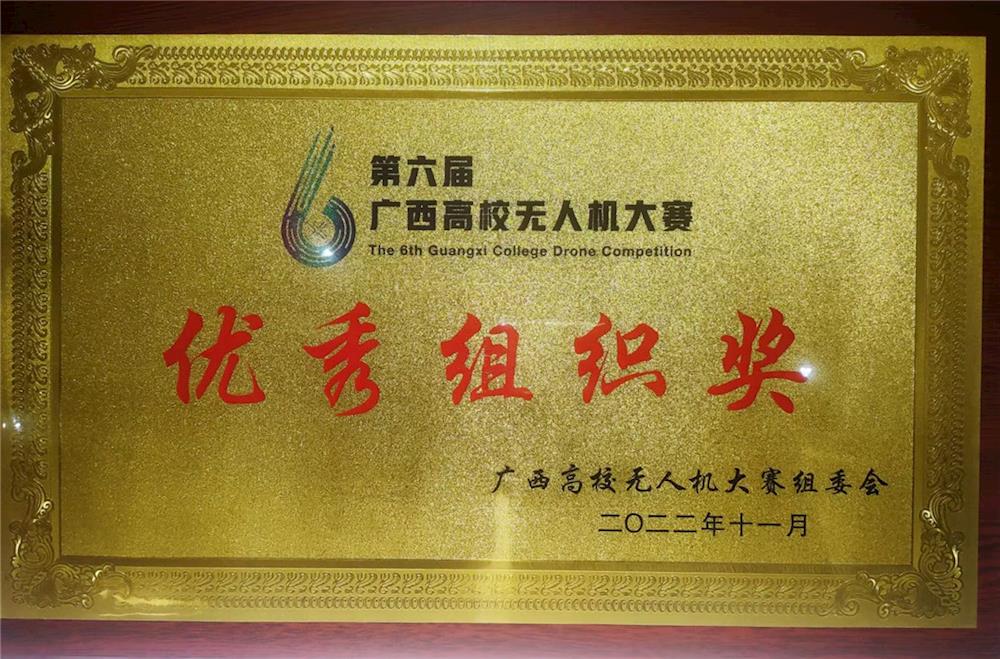 第六届
广西高校无人机大赛
The 6th Guangxi College Drone Competition
优秀组织奖
广西高校无人机大赛组委会
二〇二二年十一月